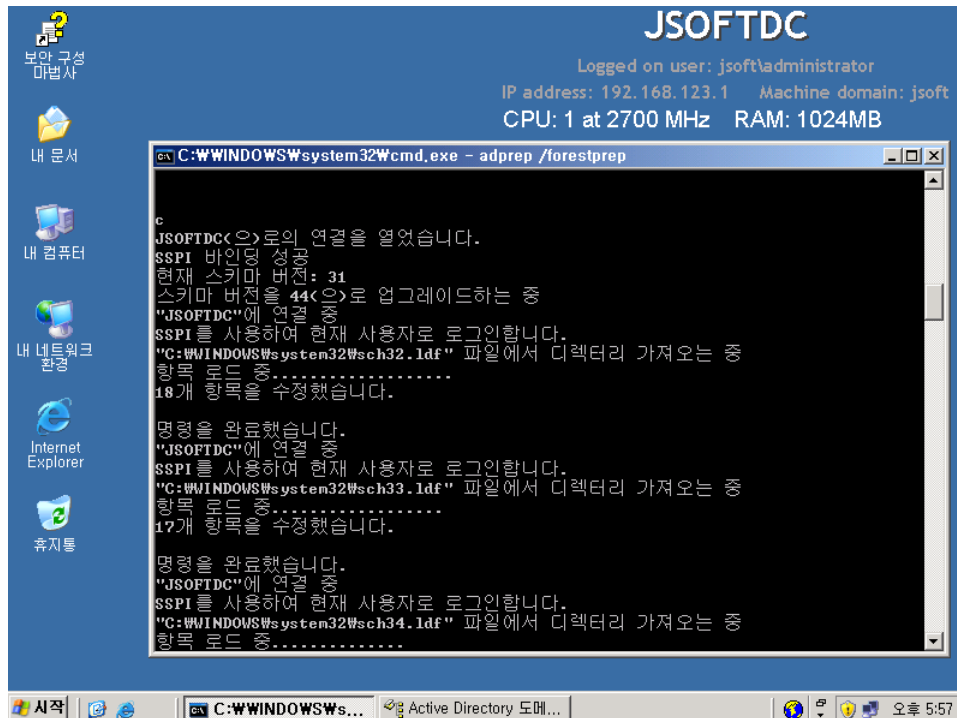 보안 구성
마법사
내 문서
내 컴퓨터
내 네트워크
환경
Internet
Explorer
휴지통
JSOFTDC
Logged on user: jsoft\administrator
IP address: 192.168.123.1 Machine domain: jsoft
CPU: 1 at 2700 MHz RAM: 1024MB
C:₩WINDOWS₩system32₩cmd.exe - adprep /forestprep
c
JSOFTDC(으)로의 연결을 열었습니다.
SSPI 바인딩 성공
현재 스키마 버전: 31
스키마 버전을 44(으)로 업그레이드하는 중
"JSOFTDC"에 연결 중
SSPI를 사용하여 현재 사용자로 로그인합니다.
"C:₩WINDOWS₩system32₩sch32.ldf" 파일에서 디렉터리 가져오는 중
항목 로드 중...................
18개 항목을 수정했습니다.
명령을 완료했습니다.
"JSOFTDC"에 연결 중
SSPI를 사용하여 현재 사용자로 로그인합니다.
"C:₩WINDOWS₩system32₩sch33.ldf" 파일에서 디렉터리 가져오는 중
항목 로드 중..................
17개 항목을 수정했습니다.
명령을 완료했습니다.
"JSOFTDC"에 연결 중
SSPI를 사용하여 현재 사용자로 로그인합니다.
"C:₩WINDOWS₩system32₩sch34.ldf" 파일에서 디렉터리 가져오는 중
항목 로드 중..............
시작
C:₩WINDOWS₩s...
Active Directory 도메...
오후 5:57